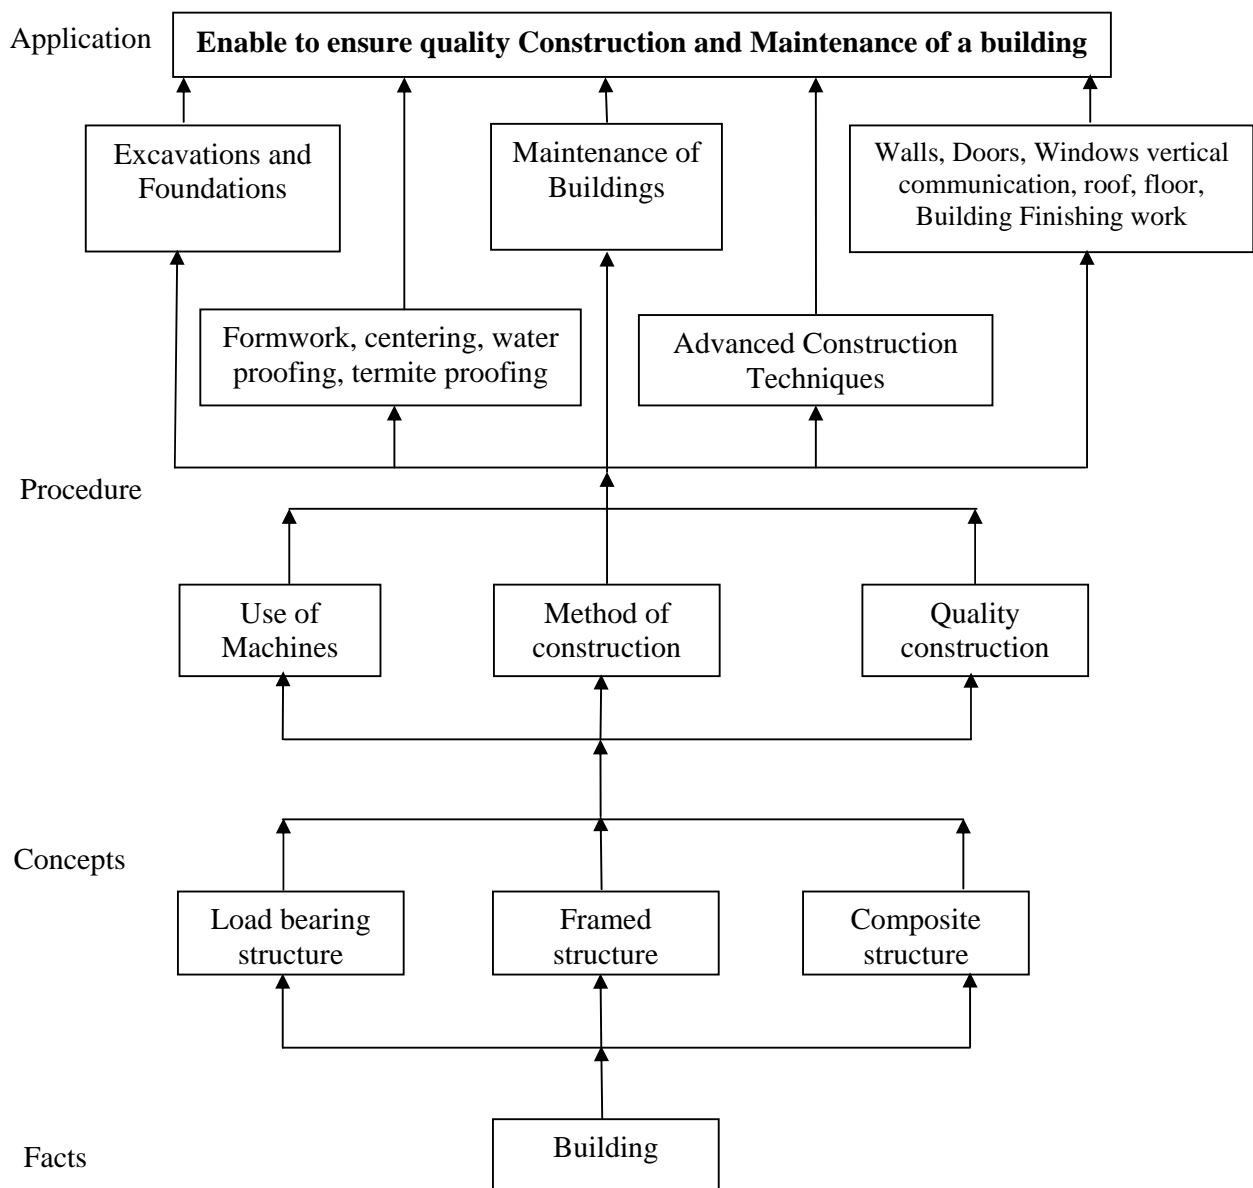 Application
Enable to ensure quality Construction and Maintenance of a building
Excavations and
Foundations
Maintenance of
Buildings
Walls, Doors, Windows vertical
communication, roof, floor,
Building Finishing work
Formwork, centering, water
proofing, termite proofing
Advanced Construction
Techniques
Procedure
Use of
Machines
Method of
construction
Quality
construction
Concepts
Load bearing
structure
Framed
structure
Composite
structure
Building
Facts